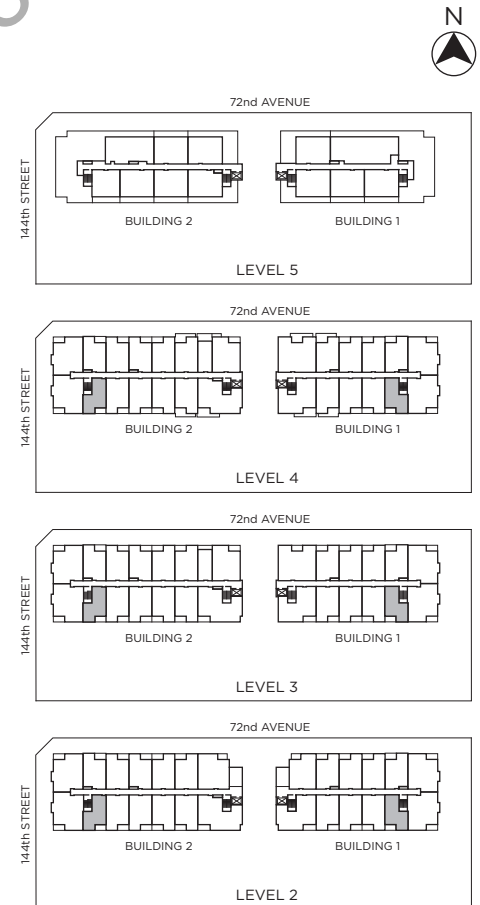 N
72nd AVENUE
144th STREET
BUILDING 2
BUILDING 1
LEVEL 5
72nd AVENUE
144th STREET
BUILDING 2
BUILDING 1
LEVEL 4
72nd AVENUE
144th STREET
BUILDING 2
BUILDING 1
LEVEL 3
72nd AVENUE
144th STREET
BUILDING 2
BUILDING 1
LEVEL 2